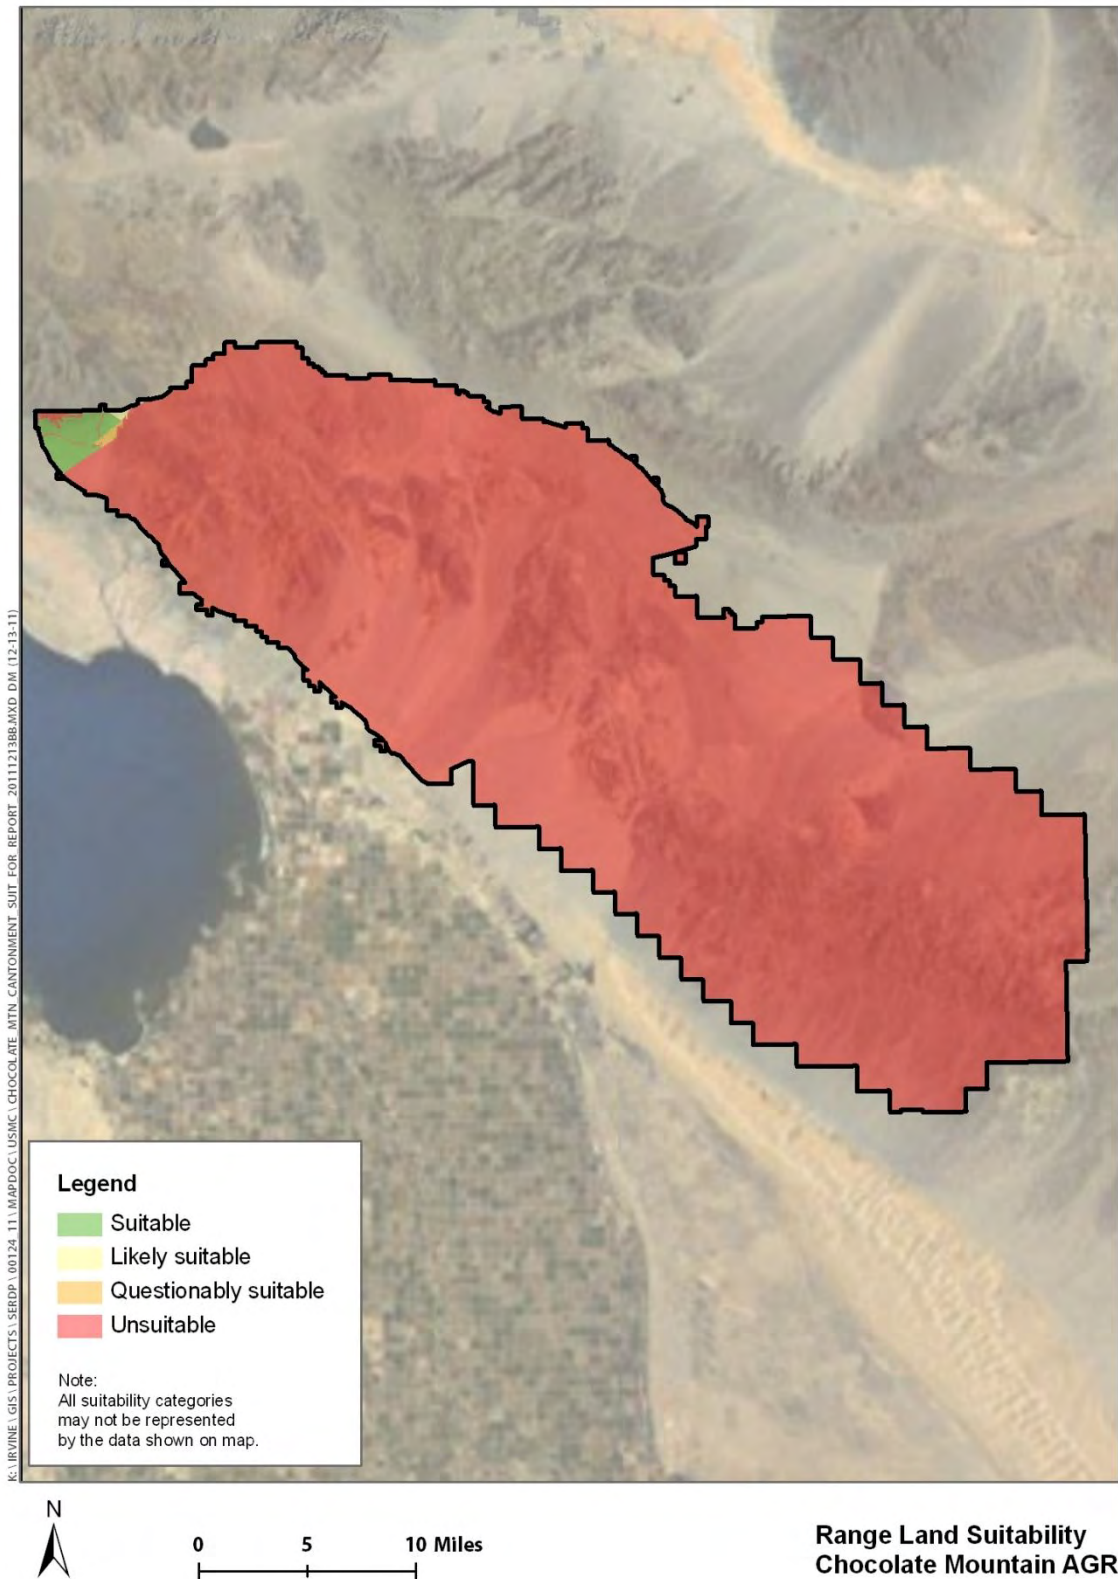 K:\IRVINE\GIS\PROJECTS\SERDP\00124_11\MAPDOC\USMC\CHOCOLATE_MTN_CANTONMENT_SUIT_FOR_REPORT_20111213BB.MXD DM (12-13-11)
Legend
Suitable
Likely suitable
Questionably suitable
Unsuitable
Note:
All suitability categories
may not be represented
by the data shown on map.
N
0 5 10 Miles
Range Land Suitability
Chocolate Mountain AGR